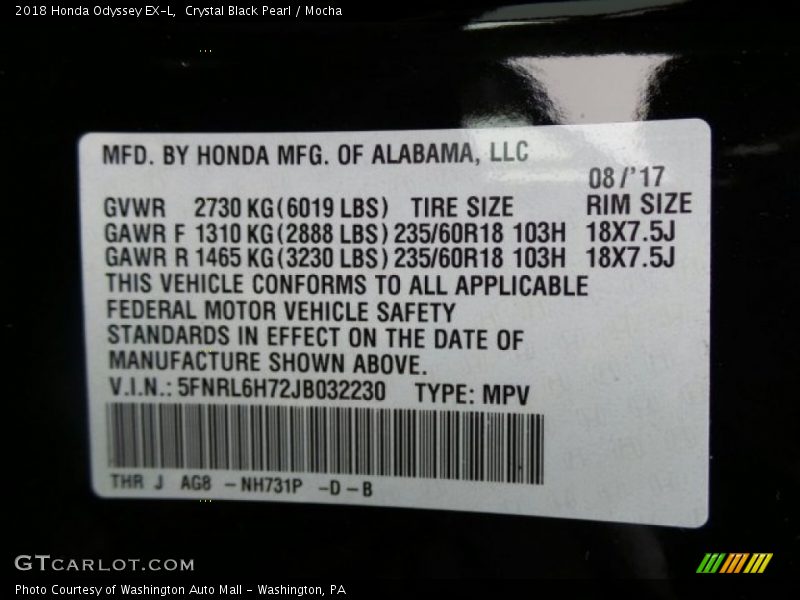 2018 Honda Odyssey EX-L, Crystal Black Pearl / Mocha
MFD. BY HONDA MFG. OF ALABAMA, LLC
08/'17
GVWR 2730 KG(6019 LBS) TIRE SIZE RIM SIZE
GAWR F 1310 KG(2888 LBS) 235/60R18 103H 18X7.5J
GAWR R 1465 KG(3230 LBS) 235/60R18 103H 18X7.5J
THIS VEHICLE CONFORMS TO ALL APPLICABLE
FEDERAL MOTOR VEHICLE SAFETY
STANDARDS IN EFFECT ON THE DATE OF
MANUFACTURE SHOWN ABOVE.
V.I.N.: 5FNRL6H72JB032230 TYPE: MPV
THR J AG8 - NH731P - D - B
GTCARLOT.COM
Photo Courtesy of Washington Auto Mall - Washington, PA